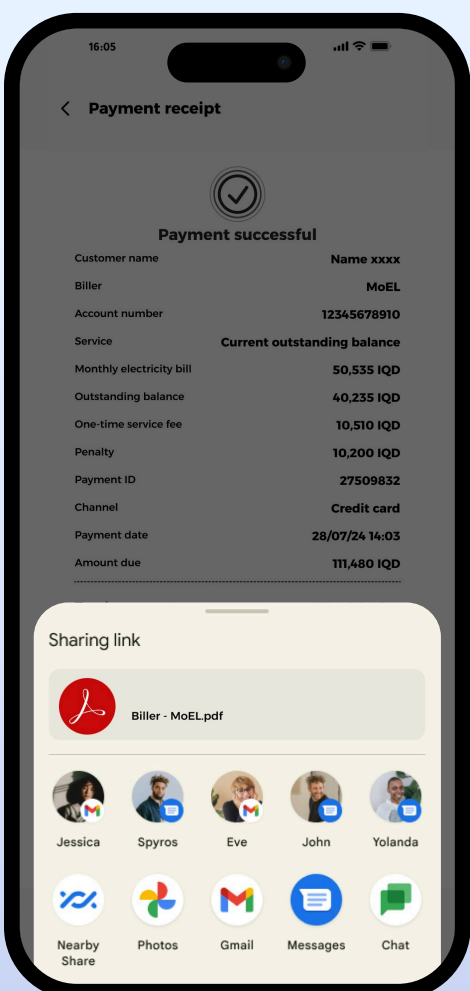 16:05
Payment receipt
Payment successful
Customer name Name xxxx
Biller MoEL
Account number 12345678910
Service Current outstanding balance
Monthly electricity bill 50,535 IQD
Outstanding balance 40,235 IQD
One-time service fee 10,510 IQD
Penalty 10,200 IQD
Payment ID 27509832
Channel Credit card
Payment date 28/07/24 14:03
Amount due 111,480 IQD
Sharing link
Biller - MoEL.pdf
Jessica Spyros Eve John Yolanda
Nearby Share Photos Gmail Messages Chat